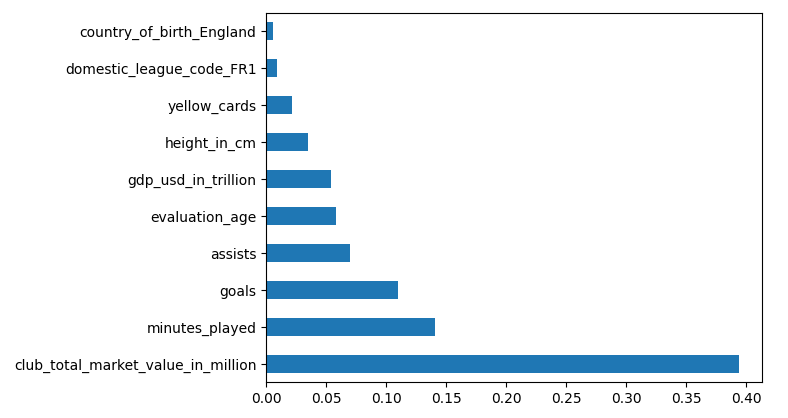 country_of_birth_England
domestic_league_code_FR1
yellow_cards
height_in_cm
gdp_usd_in_trillion
evaluation_age
assists
goals
minutes_played
club_total_market_value_in_million
0.00 0.05 0.10 0.15 0.20 0.25 0.30 0.35 0.40